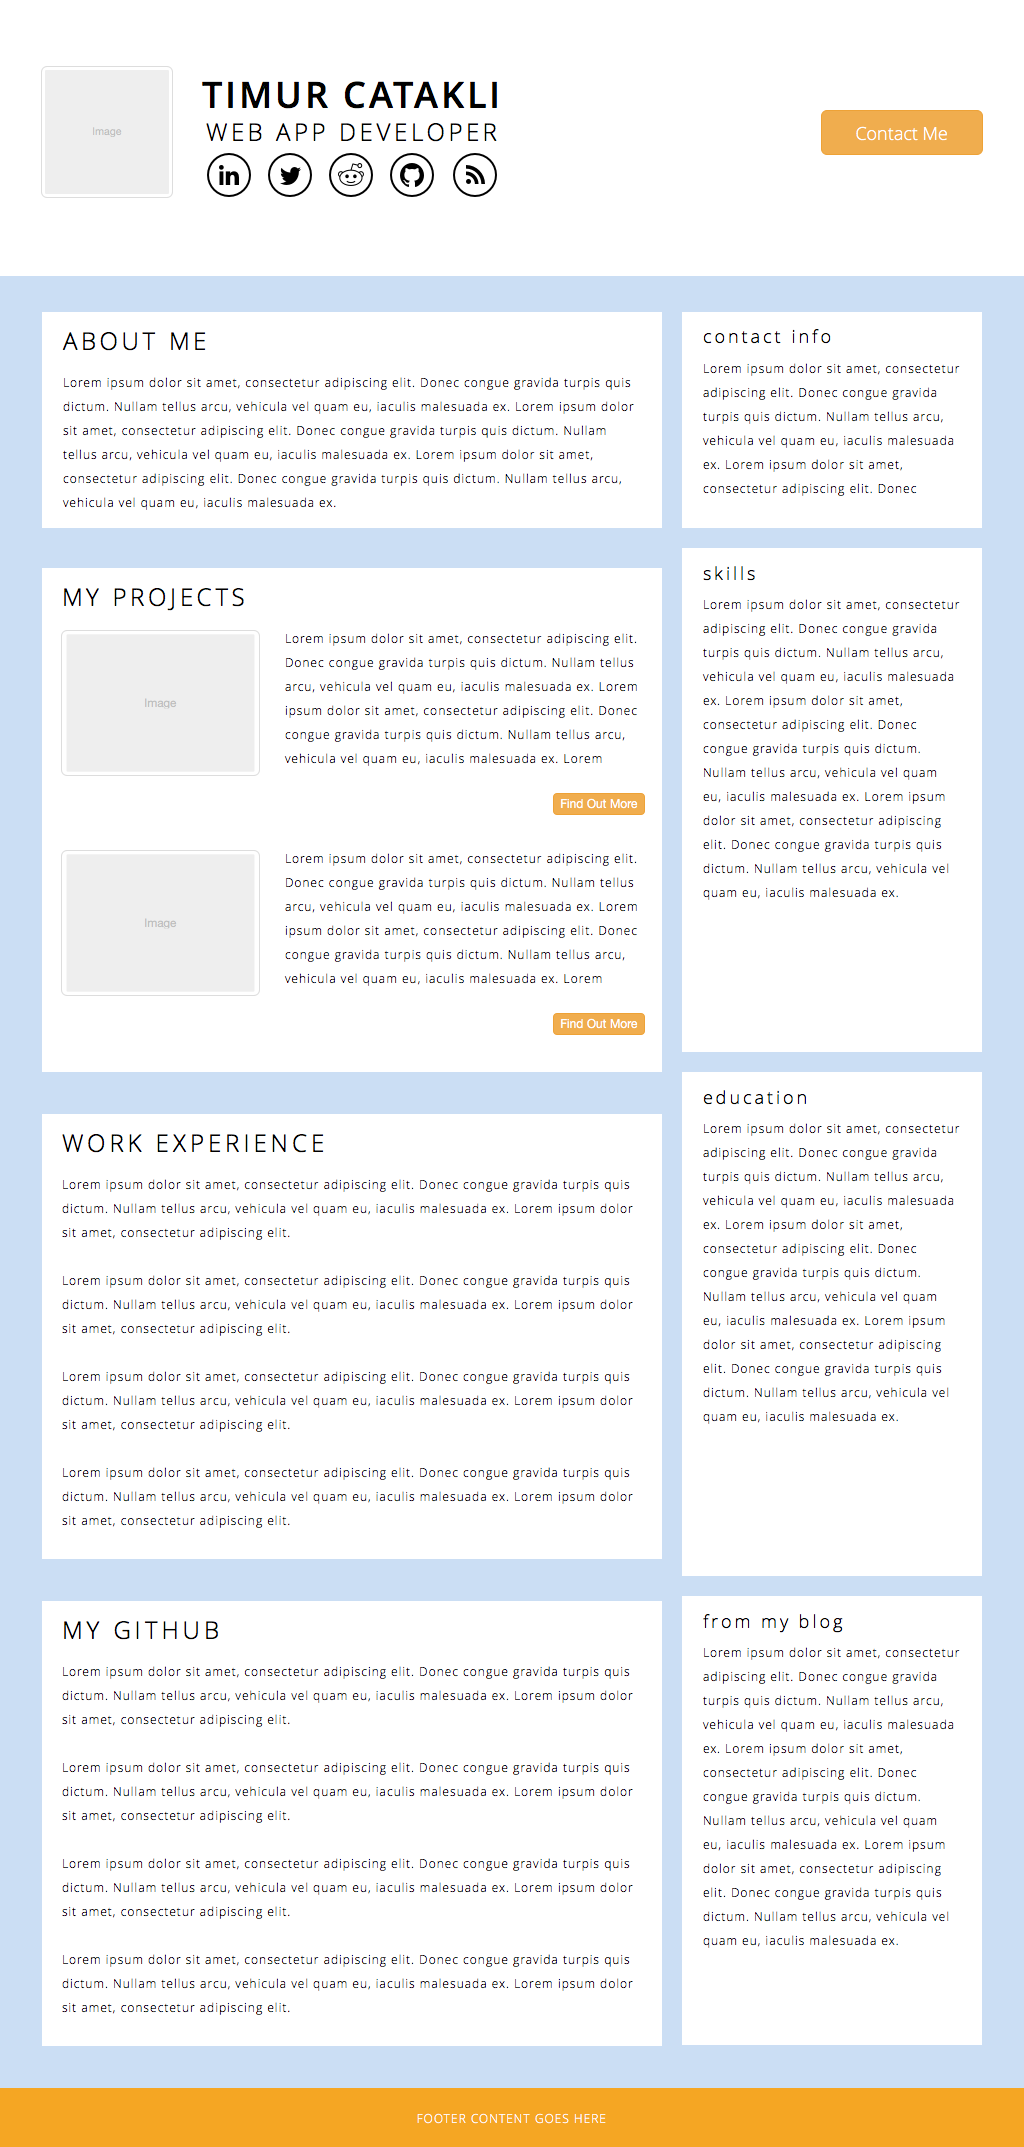 Image
TIMUR CATAKLI
WEB APP DEVELOPER
in
Contact Me
ABOUT ME
Lorem ipsum dolor sit amet, consectetur adipiscing elit. Donec congue gravida turpis quis
dictum. Nullam tellus arcu, vehicula vel quam eu, iaculis malesuada ex. Lorem ipsum dolor
sit amet, consectetur adipiscing elit. Donec congue gravida turpis quis dictum. Nullam
tellus arcu, vehicula vel quam eu, iaculis malesuada ex. Lorem ipsum dolor sit amet,
consectetur adipiscing elit. Donec congue gravida turpis quis dictum. Nullam tellus arcu,
vehicula vel quam eu, iaculis malesuada ex.
MY PROJECTS
Image
Lorem ipsum dolor sit amet, consectetur adipiscing elit.
Donec congue gravida turpis quis dictum. Nullam tellus
arcu, vehicula vel quam eu, iaculis malesuada ex. Lorem
ipsum dolor sit amet, consectetur adipiscing elit. Donec
congue gravida turpis quis dictum. Nullam tellus arcu,
vehicula vel quam eu, iaculis malesuada ex. Lorem
Find Out More
Image
Lorem ipsum dolor sit amet, consectetur adipiscing elit.
Donec congue gravida turpis quis dictum. Nullam tellus
arcu, vehicula vel quam eu, iaculis malesuada ex. Lorem
ipsum dolor sit amet, consectetur adipiscing elit. Donec
congue gravida turpis quis dictum. Nullam tellus arcu,
vehicula vel quam eu, iaculis malesuada ex. Lorem
Find Out More
WORK EXPERIENCE
Lorem ipsum dolor sit amet, consectetur adipiscing elit. Donec congue gravida turpis quis
dictum. Nullam tellus arcu, vehicula vel quam eu, iaculis malesuada ex. Lorem ipsum dolor
sit amet, consectetur adipiscing elit.
Lorem ipsum dolor sit amet, consectetur adipiscing elit. Donec congue gravida turpis quis
dictum. Nullam tellus arcu, vehicula vel quam eu, iaculis malesuada ex. Lorem ipsum dolor
sit amet, consectetur adipiscing elit.
Lorem ipsum dolor sit amet, consectetur adipiscing elit. Donec congue gravida turpis quis
dictum. Nullam tellus arcu, vehicula vel quam eu, iaculis malesuada ex. Lorem ipsum dolor
sit amet, consectetur adipiscing elit.
Lorem ipsum dolor sit amet, consectetur adipiscing elit. Donec congue gravida turpis quis
dictum. Nullam tellus arcu, vehicula vel quam eu, iaculis malesuada ex. Lorem ipsum dolor
sit amet, consectetur adipiscing elit.
MY GITHUB
Lorem ipsum dolor sit amet, consectetur adipiscing elit. Donec congue gravida turpis quis
dictum. Nullam tellus arcu, vehicula vel quam eu, iaculis malesuada ex. Lorem ipsum dolor
sit amet, consectetur adipiscing elit.
Lorem ipsum dolor sit amet, consectetur adipiscing elit. Donec congue gravida turpis quis
dictum. Nullam tellus arcu, vehicula vel quam eu, iaculis malesuada ex. Lorem ipsum dolor
sit amet, consectetur adipiscing elit.
Lorem ipsum dolor sit amet, consectetur adipiscing elit. Donec congue gravida turpis quis
dictum. Nullam tellus arcu, vehicula vel quam eu, iaculis malesuada ex. Lorem ipsum dolor
sit amet, consectetur adipiscing elit.
Lorem ipsum dolor sit amet, consectetur adipiscing elit. Donec congue gravida turpis quis
dictum. Nullam tellus arcu, vehicula vel quam eu, iaculis malesuada ex. Lorem ipsum dolor
sit amet, consectetur adipiscing elit.
contact info
Lorem ipsum dolor sit amet, consectetur
adipiscing elit. Donec congue gravida
turpis quis dictum. Nullam tellus arcu,
vehicula vel quam eu, iaculis malesuada
ex. Lorem ipsum dolor sit amet,
consectetur adipiscing elit. Donec
skills
Lorem ipsum dolor sit amet, consectetur
adipiscing elit. Donec congue gravida
turpis quis dictum. Nullam tellus arcu,
vehicula vel quam eu, iaculis malesuada
ex. Lorem ipsum dolor sit amet,
consectetur adipiscing elit. Donec
congue gravida turpis quis dictum.
Nullam tellus arcu, vehicula vel quam
eu, iaculis malesuada ex. Lorem ipsum
dolor sit amet, consectetur adipiscing
elit. Donec congue gravida turpis quis
dictum. Nullam tellus arcu, vehicula vel
quam eu, iaculis malesuada ex.
education
Lorem ipsum dolor sit amet, consectetur
adipiscing elit. Donec congue gravida
turpis quis dictum. Nullam tellus arcu,
vehicula vel quam eu, iaculis malesuada
ex. Lorem ipsum dolor sit amet,
consectetur adipiscing elit. Donec
congue gravida turpis quis dictum.
Nullam tellus arcu, vehicula vel quam
eu, iaculis malesuada ex. Lorem ipsum
dolor sit amet, consectetur adipiscing
elit. Donec congue gravida turpis quis
dictum. Nullam tellus arcu, vehicula vel
quam eu, iaculis malesuada ex.
from my blog
Lorem ipsum dolor sit amet, consectetur
adipiscing elit. Donec congue gravida
turpis quis dictum. Nullam tellus arcu,
vehicula vel quam eu, iaculis malesuada
ex. Lorem ipsum dolor sit amet,
consectetur adipiscing elit. Donec
congue gravida turpis quis dictum.
Nullam tellus arcu, vehicula vel quam
eu, iaculis malesuada ex. Lorem ipsum
dolor sit amet, consectetur adipiscing
elit. Donec congue gravida turpis quis
dictum. Nullam tellus arcu, vehicula vel
quam eu, iaculis malesuada ex.
FOOTER CONTENT GOES HERE